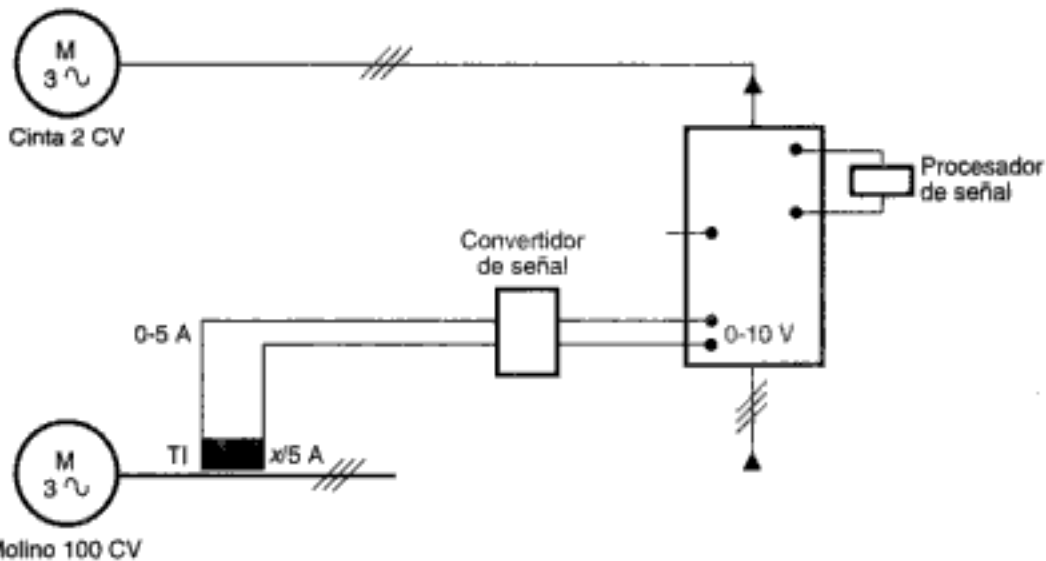 M
3 ∿
Cinta 2 CV
Procesador
de señal
Convertidor
de señal
0-5 A
0-10 V
TI
x/5 A
M
3 ∿
Molino 100 CV